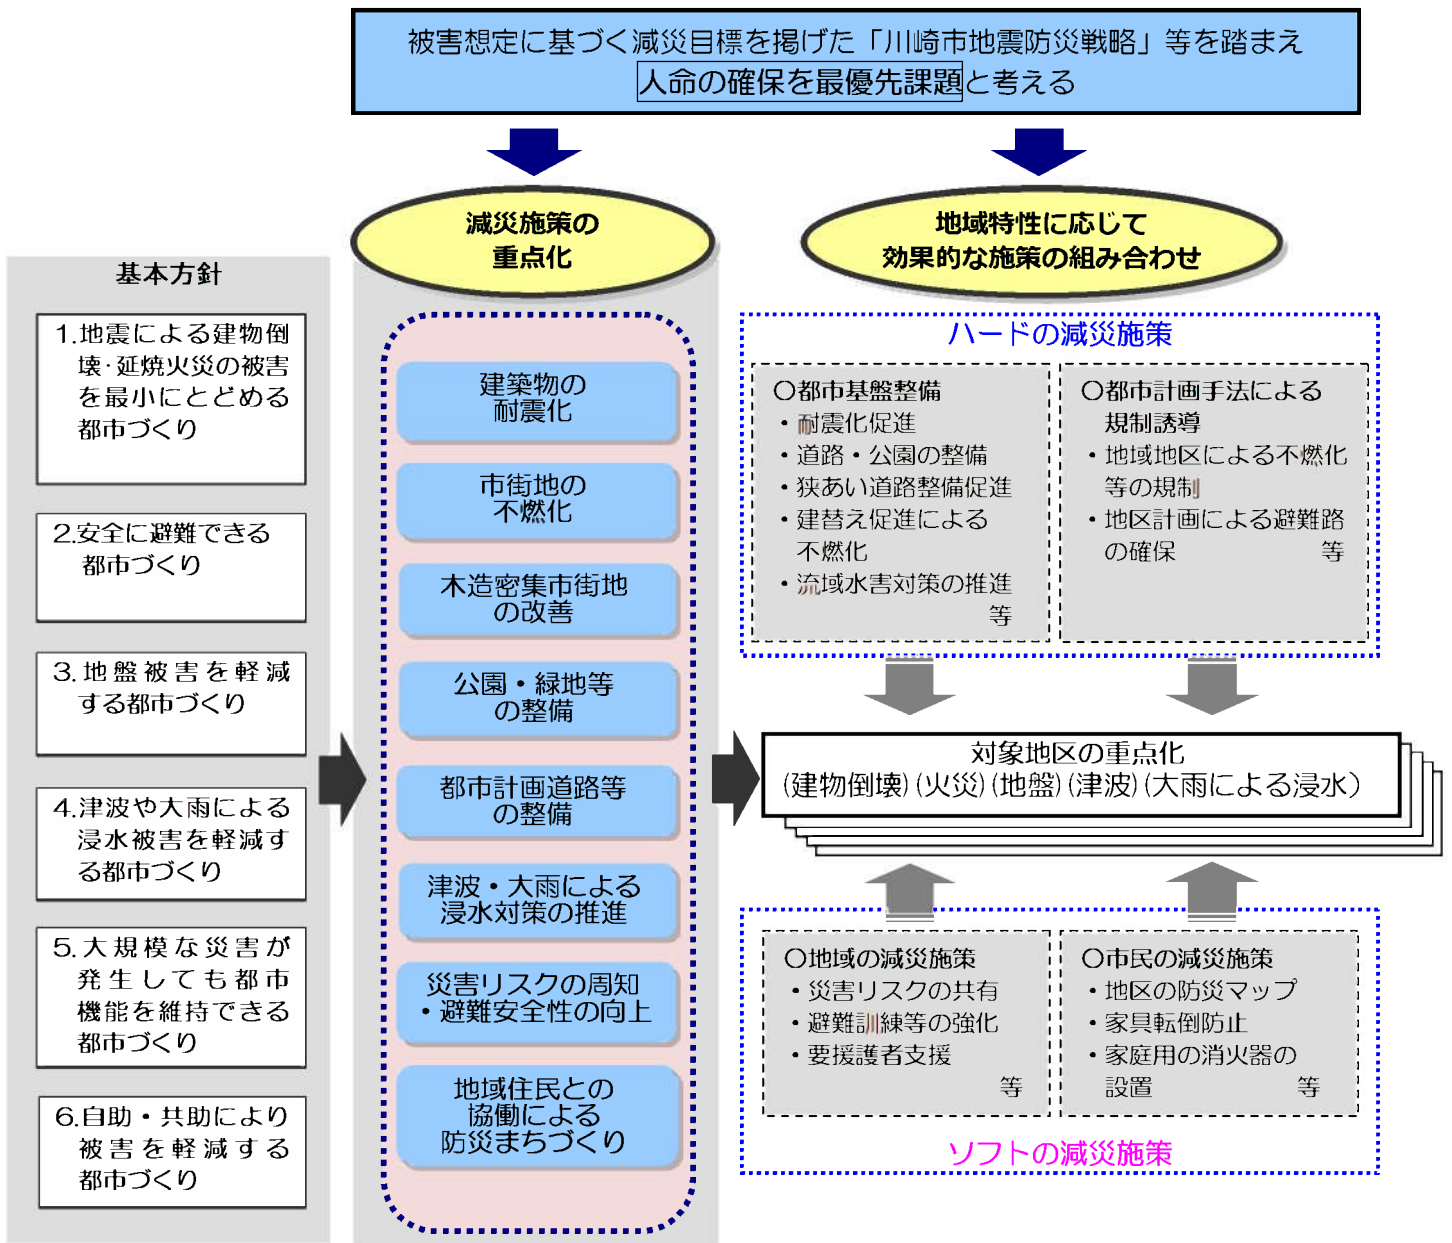 被害想定に基づく減災目標を掲げた「川崎市地震防災戦略」等を踏まえ
人命の確保を最優先課題と考える
減災施策の
重点化
地域特性に応じて
効果的な施策の組み合わせ
基本方針
1.地震による建物倒
壊・延焼火災の被害
を最小にとどめる
都市づくり
2.安全に避難できる
都市づくり
3.地盤被害を軽減
する都市づくり
4.津波や大雨による
浸水被害を軽減す
る都市づくり
5.大規模な災害が
発生しても都市
機能を維持できる
都市づくり
6.自助・共助により
被害を軽減する
都市づくり
建築物の
耐震化
市街地の
不燃化
木造密集市街地
の改善
公園・緑地等
の整備
都市計画道路等
の整備
津波・大雨による
浸水対策の推進
災害リスクの周知
・避難安全性の向上
地域住民との
協働による
防災まちづくり
ハードの減災施策
〇都市基盤整備
・耐震化促進
・道路・公園の整備
・狭あい道路整備促進
・建替え促進による
不燃化
・流域水害対策の推進
等
〇都市計画手法による
規制誘導
・地域地区による不燃化
等の規制
・地区計画による避難路
の確保 等
対象地区の重点化
(建物倒壊)(火災)(地盤)(津波)(大雨による浸水)
〇地域の減災施策
・災害リスクの共有
・避難訓練等の強化
・要援護者支援
等
〇市民の減災施策
・地区の防災マップ
・家具転倒防止
・家庭用の消火器の
設置 等
ソフトの減災施策